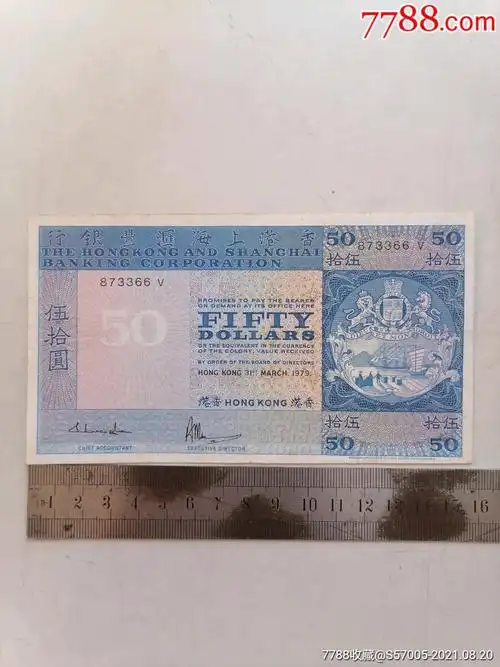 7788.com
行銀豐滙海上港香
THE HONGKONG AND SHANGHAI
BANKING CORPORATION
50 873366 V 50
拾伍 拾伍
873366 V
伍拾圓
50
PROMISES TO PAY THE BEARER
ON DEMAND AT ITS OFFICE HERE
FIFTY
DOLLARS
OR THE EQUIVALENT IN THE CURRENCY
OF THE COLONY, VALUE RECEIVED
BY ORDER OF THE BOARD OF DIRECTORS
HONG KONG 31ST MARCH 1979.
港香 HONG KONG 港香
CHIEF ACCOUNTANT
EXECUTIVE DIRECTOR
拾伍 拾伍
50 50
1 2 3 4 5 6 7 8 9 10 11 12 13 14 15 16
7788收藏@S57005-2021.08.20